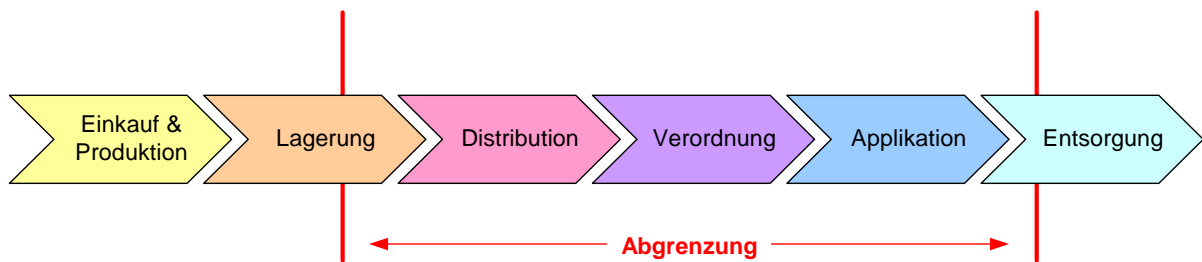 Einkauf &
Produktion
Lagerung
Distribution
Verordnung
Applikation
Entsorgung
Abgrenzung